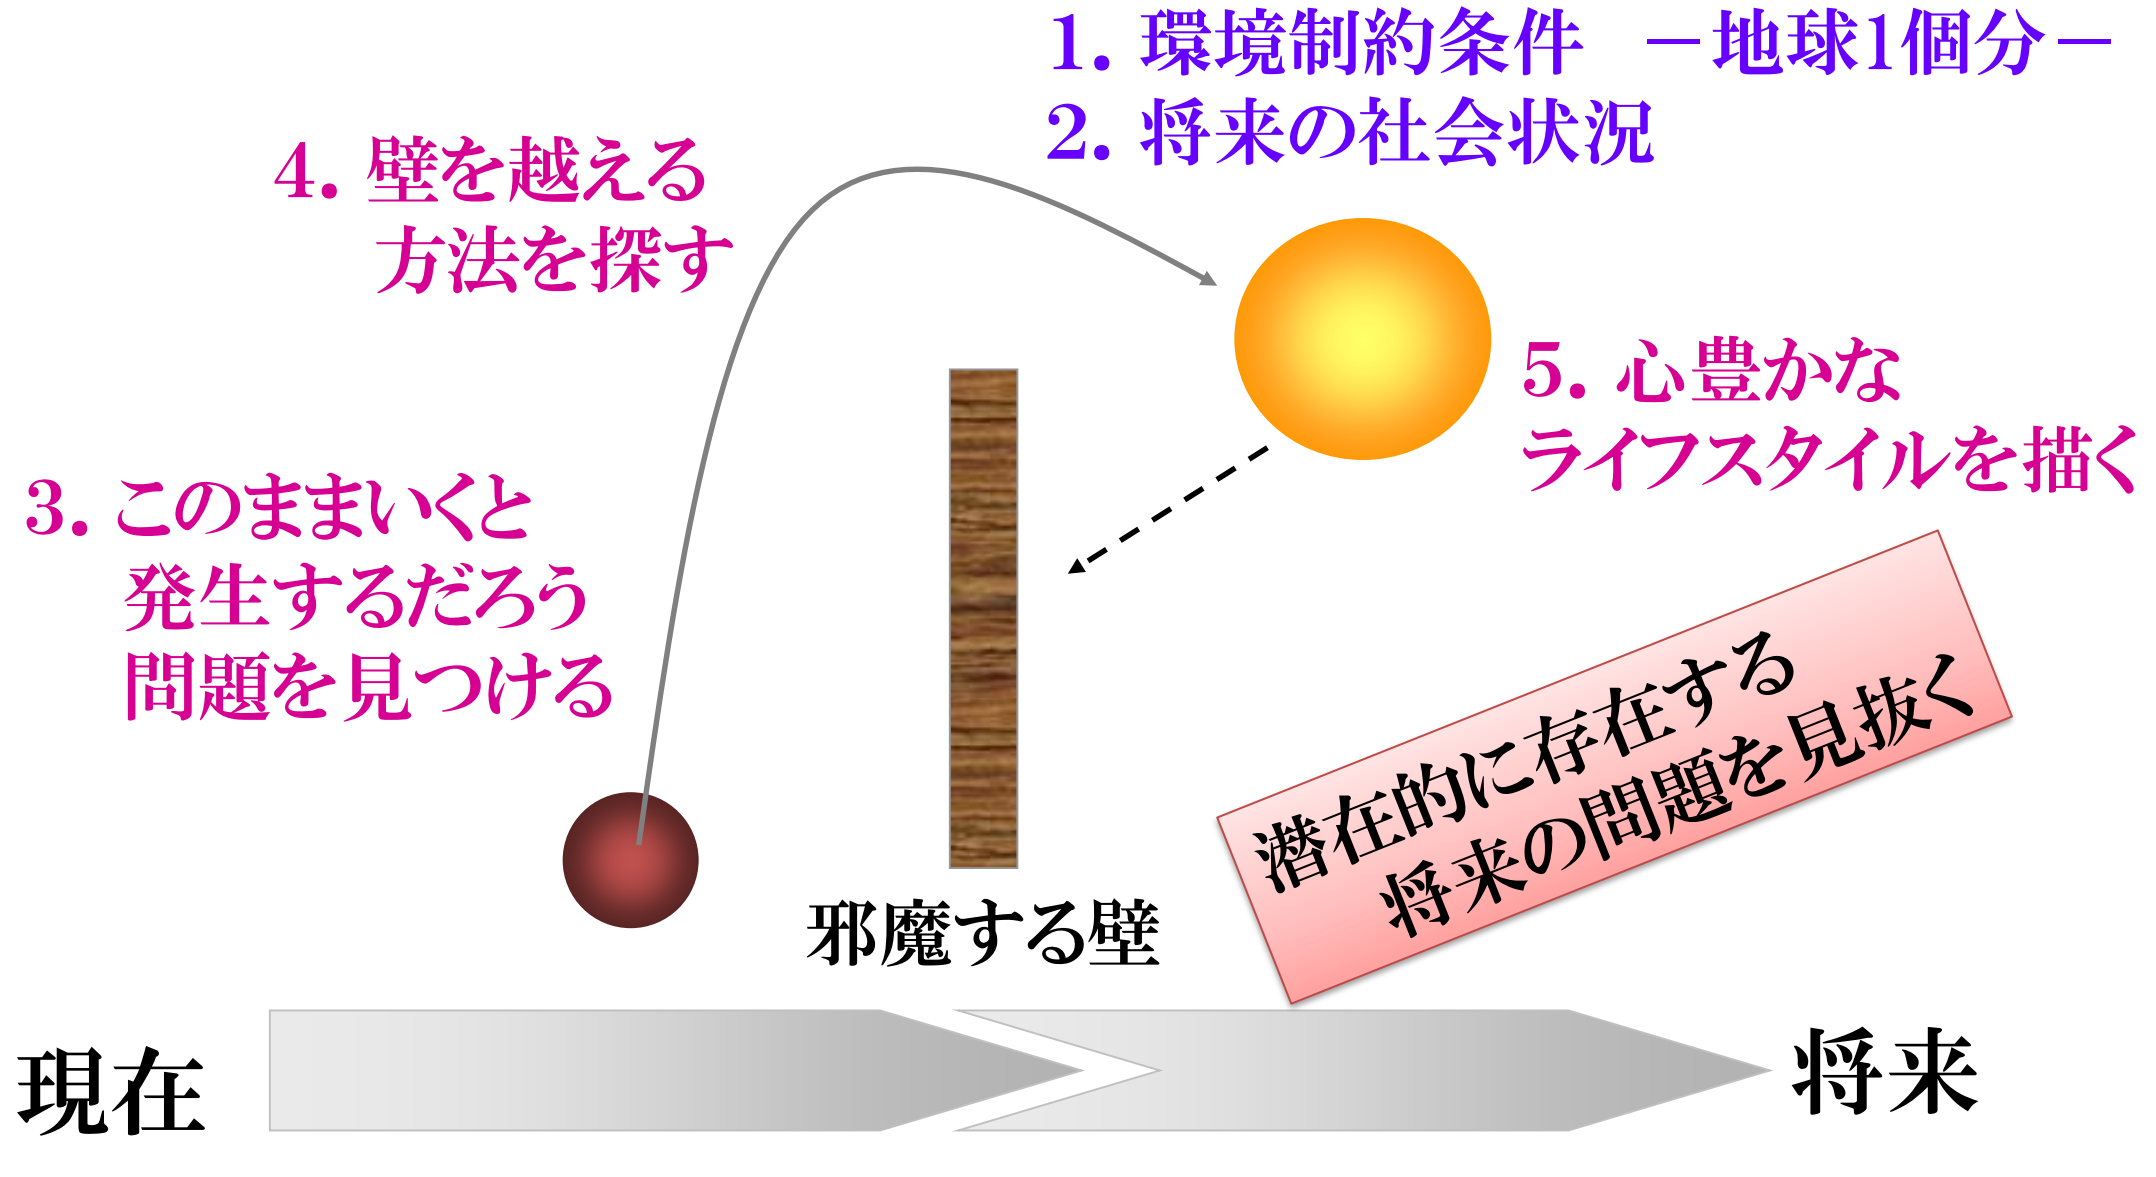 1. 環境制約条件 －地球1個分－
2. 将来の社会状況
4. 壁を越える
方法を探す
5. 心豊かな
ライフスタイルを描く
3. このままいくと
発生するだろう
問題を見つける
潜在的に存在する
将来の問題を見抜く
邪魔する壁
現在
将来